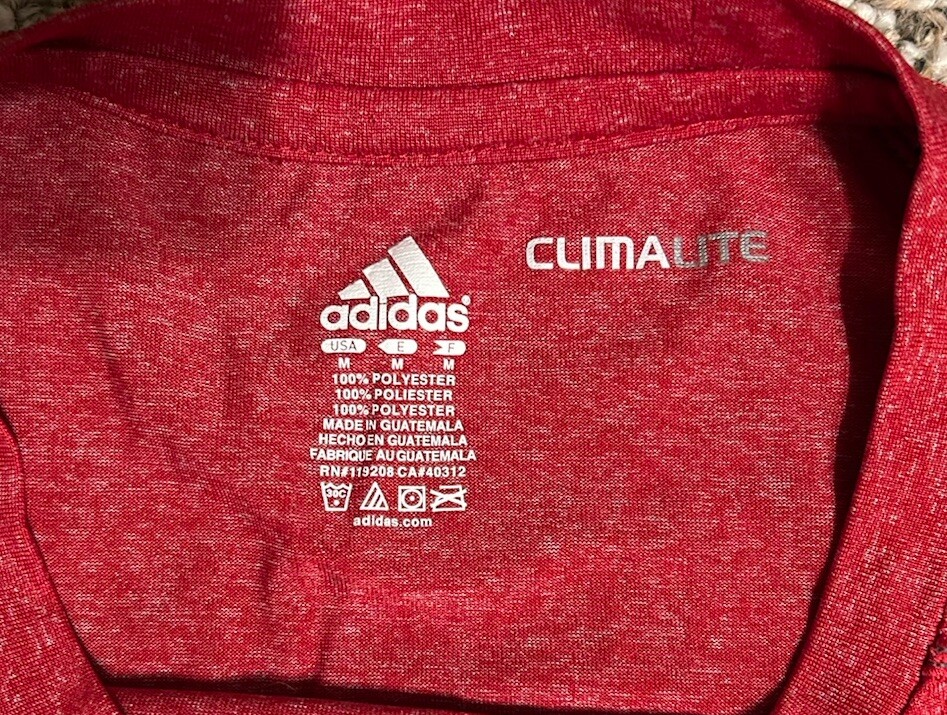 CLIMALITE
adidas®
USA E F
M M M
100% POLYESTER
100% POLIESTER
100% POLYESTER
MADE IN GUATEMALA
HECHO EN GUATEMALA
FABRIQUE AU GUATEMALA
RN#119208 CA#40312
30C
adidas.com